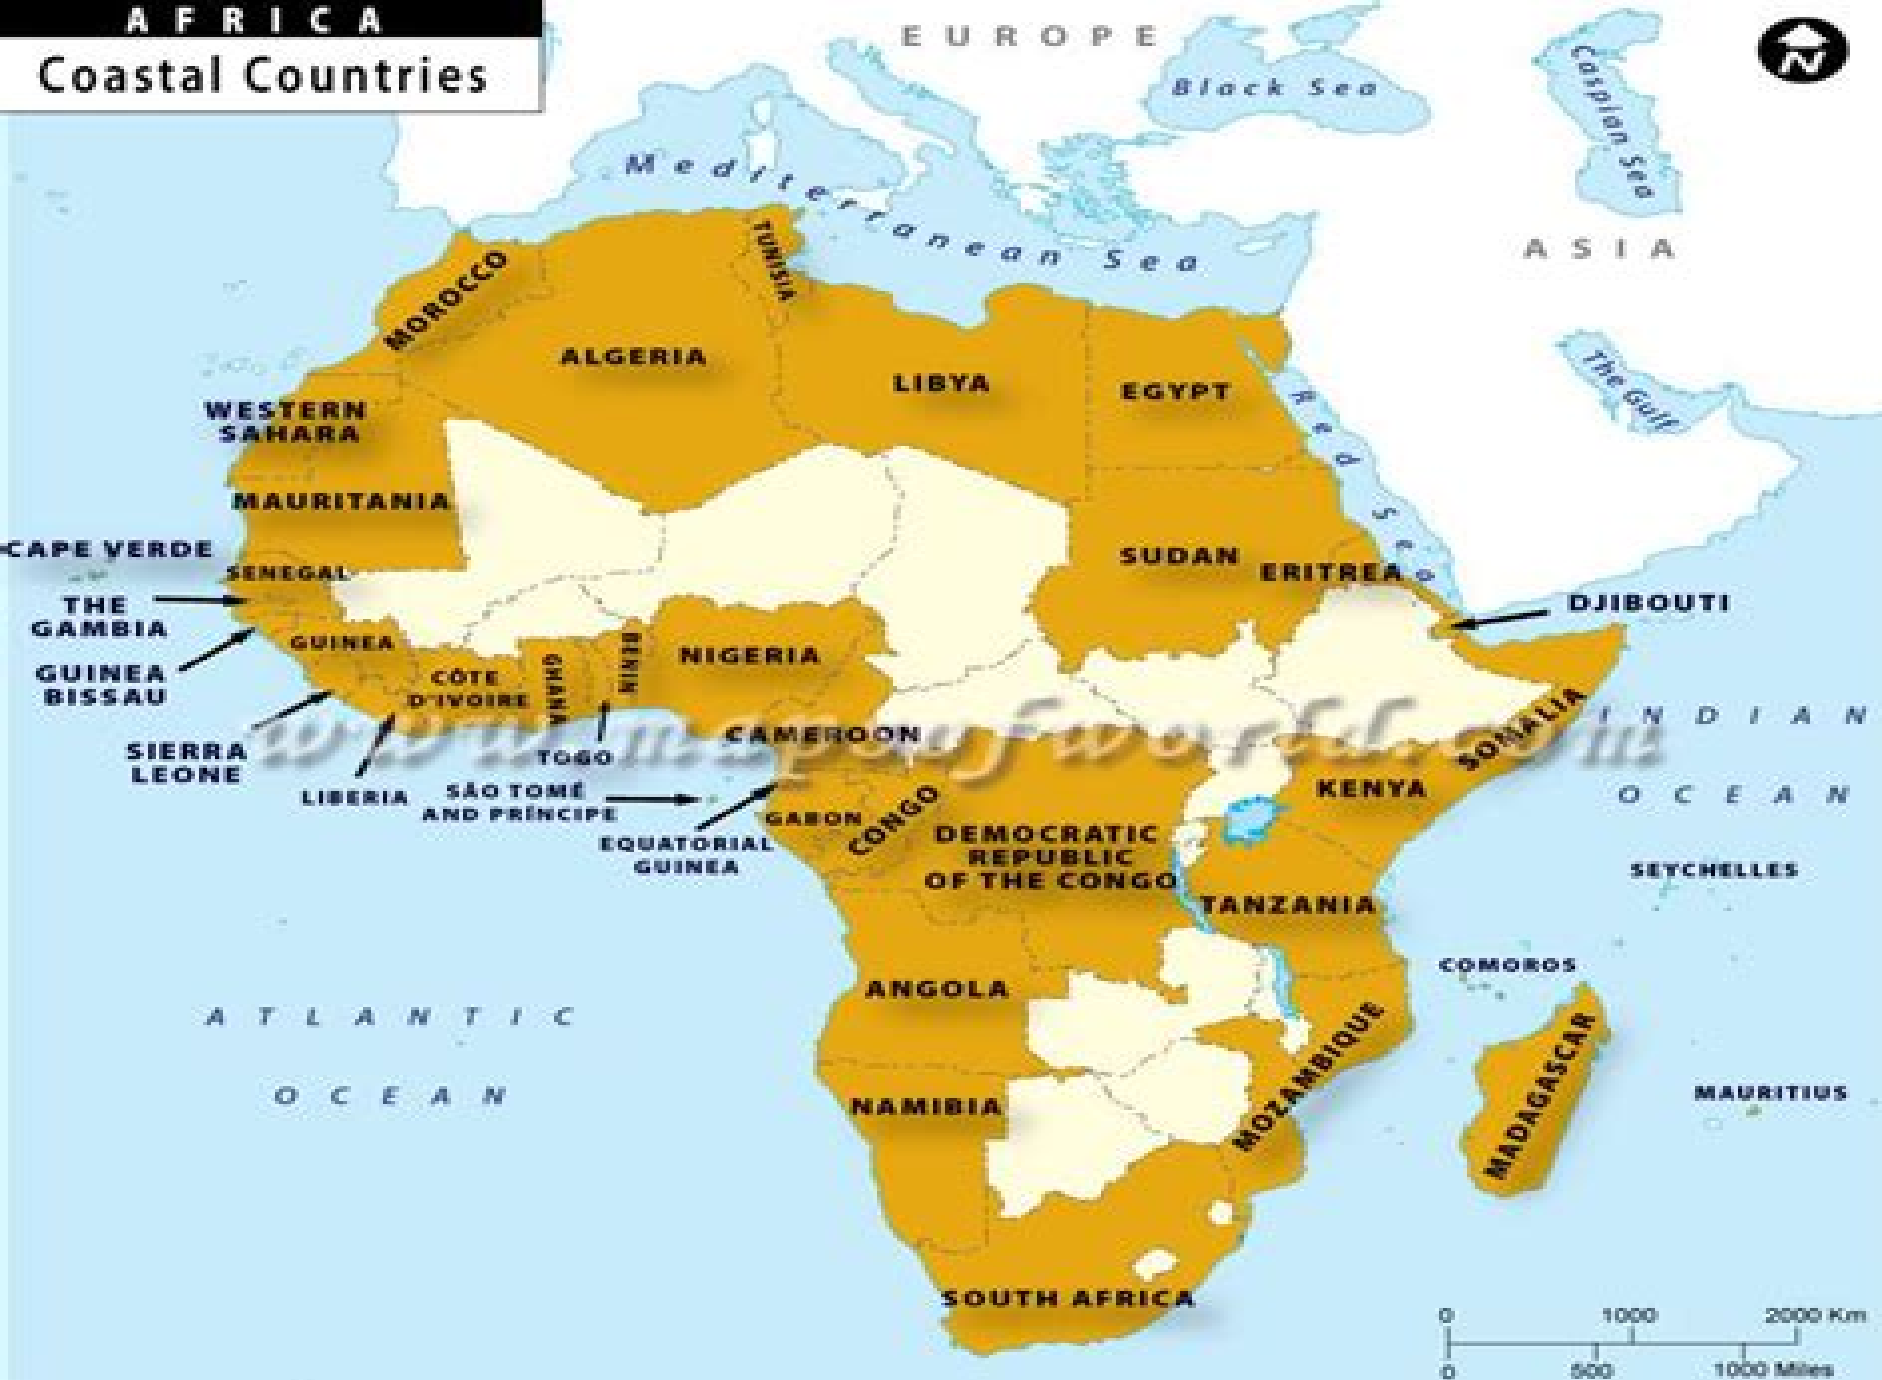 AFRICA
Coastal Countries
EUROPE
Black Sea
Caspian Sea
N
Mediterranean Sea
ASIA
TUNISIA
MOROCCO
ALGERIA
LIBYA
EGYPT
The Gulf
Red Sea
WESTERN
SAHARA
MAURITANIA
CAPE VERDE
SENEGAL
SUDAN
ERITREA
DJIBOUTI
THE
GAMBIA
GUINEA
BISSAU
GUINEA
CÔTE
D'IVOIRE
GHANA
BENIN
NIGERIA
SOMALIA
INDIAN
OCEAN
www.mapsofworld.com
SIERRA
LEONE
LIBERIA
TOGO
CAMEROON
SÃO TOMÉ
AND PRÍNCIPE
EQUATORIAL
GUINEA
GABON
CONGO
DEMOCRATIC
REPUBLIC
OF THE CONGO
KENYA
TANZANIA
SEYCHELLES
COMOROS
ATLANTIC
OCEAN
ANGOLA
NAMIBIA
MOZAMBIQUE
MADAGASCAR
MAURITIUS
SOUTH AFRICA
0 1000 2000 Km
0 500 1000 Miles